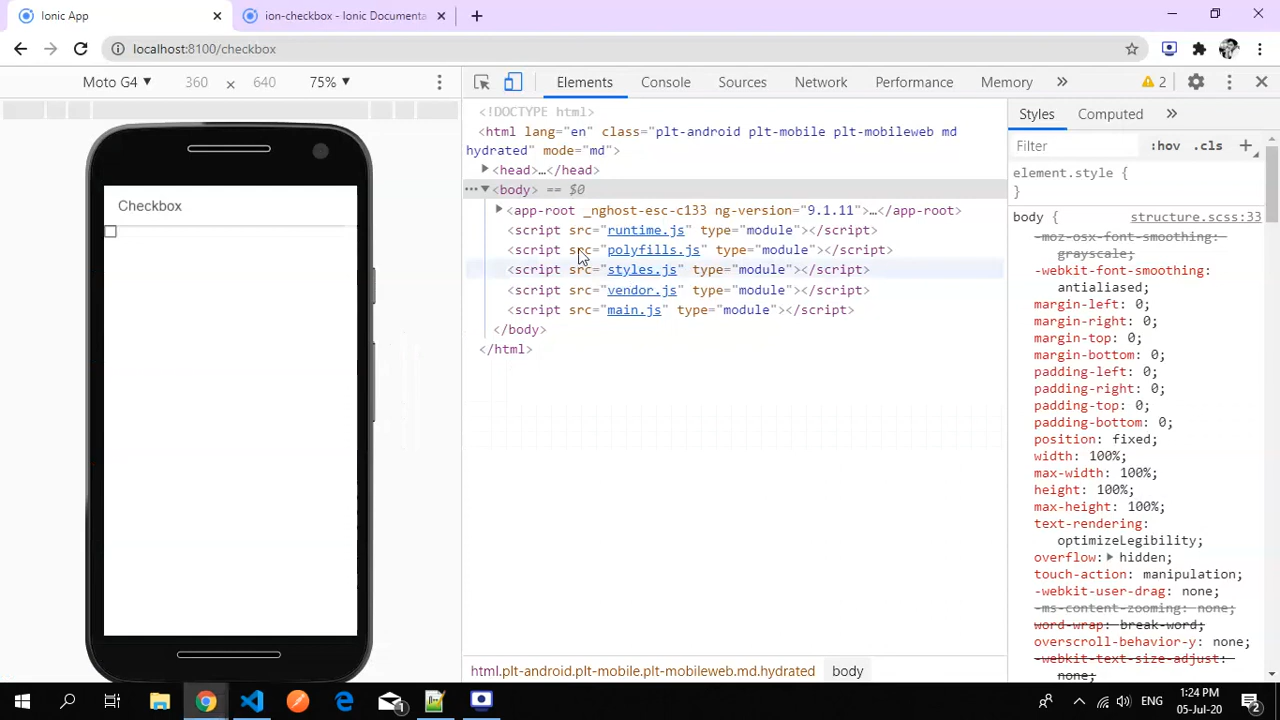 Ionic App
ion-checkbox - Ionic Documenta
localhost:8100/checkbox
Moto G4 360 640 75%
Elements Console Sources Network Performance Memory 2
<!DOCTYPE html>
<html lang="en" class="plt-android plt-mobile plt-mobileweb md
hydrated" mode="md">
<head>…</head>
<body> == $0
<app-root _nghost-esc-c133 ng-version="9.1.11">…</app-root>
<script src="runtime.js" type="module"></script>
<script src="polyfills.js" type="module"></script>
<script src="styles.js" type="module"></script>
<script src="vendor.js" type="module"></script>
<script src="main.js" type="module"></script>
</body>
</html>
html.plt-android.plt-mobile.plt-mobileweb.md.hydrated body
Checkbox
Styles Computed
Filter :hov .cls +
element.style {
}
body { structure.scss:33
-moz-osx-font-smoothing:
grayscale;
-webkit-font-smoothing:
antialiased;
margin-left: 0;
margin-right: 0;
margin-top: 0;
margin-bottom: 0;
padding-left: 0;
padding-right: 0;
padding-top: 0;
padding-bottom: 0;
position: fixed;
width: 100%;
max-width: 100%;
height: 100%;
max-height: 100%;
text-rendering:
optimizeLegibility;
overflow: hidden;
touch-action: manipulation;
-webkit-user-drag: none;
-ms-content-zooming: none;
word-wrap: break-word;
overscroll-behavior-y: none;
-webkit-text-size-adjust:
none;
ENG
1:24 PM
05-Jul-20
1
2